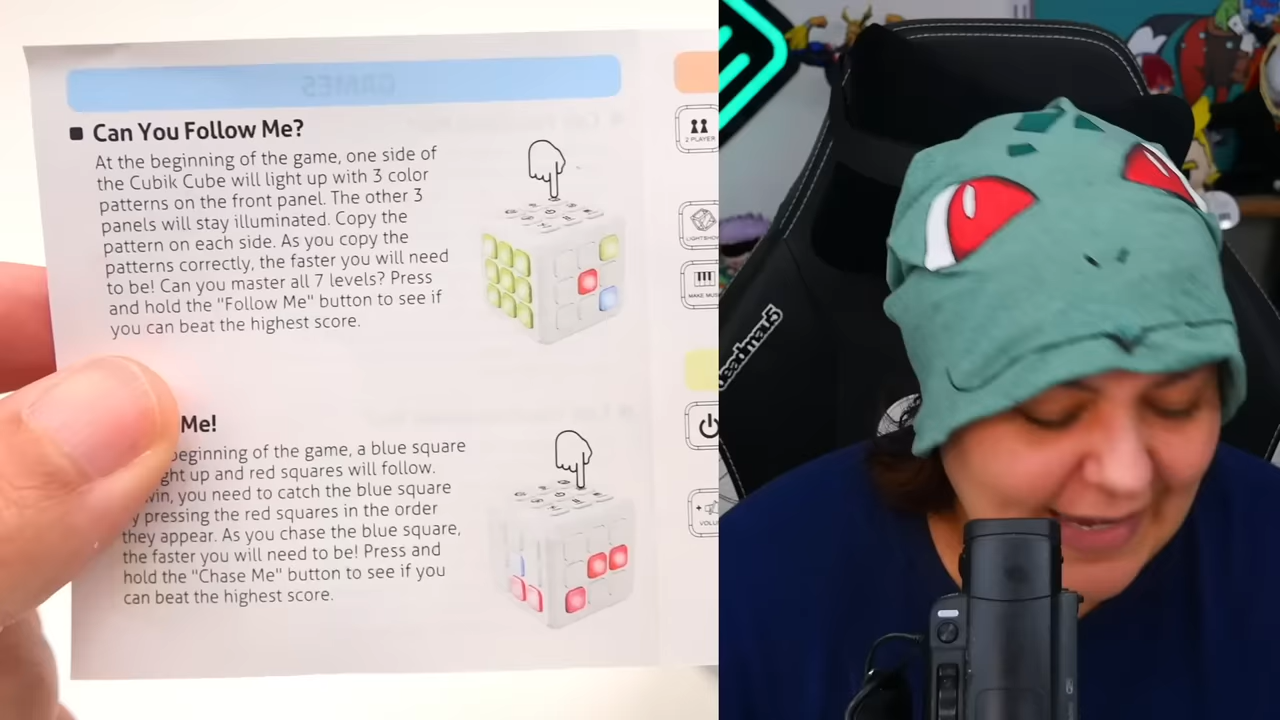 Can You Follow Me?
At the beginning of the game, one side of
the Cubik Cube will light up with 3 color
patterns on the front panel. The other 3
panels will stay illuminated. Copy the
pattern on each side. As you copy the
patterns correctly, the faster you will need
to be! Can you master all 7 levels? Press
and hold the "Follow Me" button to see if
you can beat the highest score.
Me!
beginning of the game, a blue square
up and red squares will follow.
you need to catch the blue square
pressing the red squares in the order
they appear. As you chase the blue square,
the faster you will need to be! Press and
hold the "Chase Me" button to see if you
can beat the highest score.
2 PLAYER
deadmau5